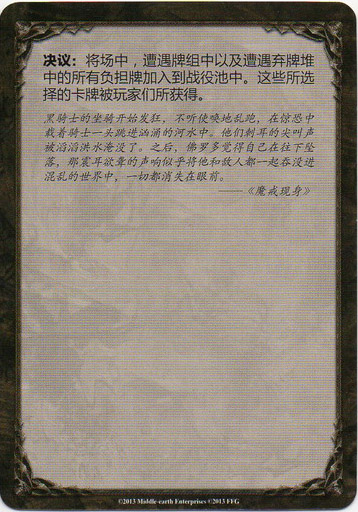 决议：将场中，遭遇牌组中以及遭遇弃牌堆
中的所有负担牌加入到战役池中。这些所选
择的卡牌被玩家们所获得。
黑骑士的坐骑开始发狂，不听使唤地乱跑，在惊恐中
载着骑士一头跳进汹涌的河水中。他们刺耳的尖叫声
被滔滔洪水淹没了。之后，佛罗多觉得自己在往下坠
落，那震耳欲聋的声响似乎将他和敌人都一起吞没进
混乱的世界中，一切都消失在眼前。
——《魔戒现身》
©2013 Middle-earth Enterprises ©2013 FFG